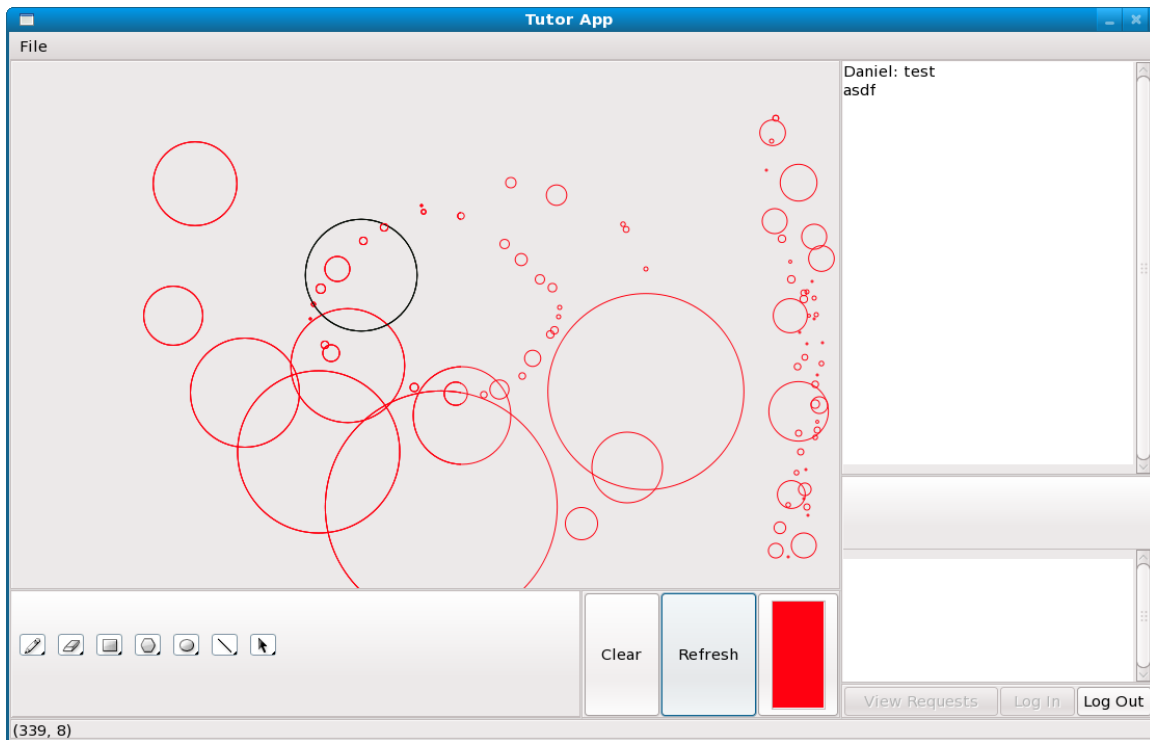 Tutor App
File
Daniel: test
asdf
Clear
Refresh
View Requests
Log In
Log Out
(339, 8)